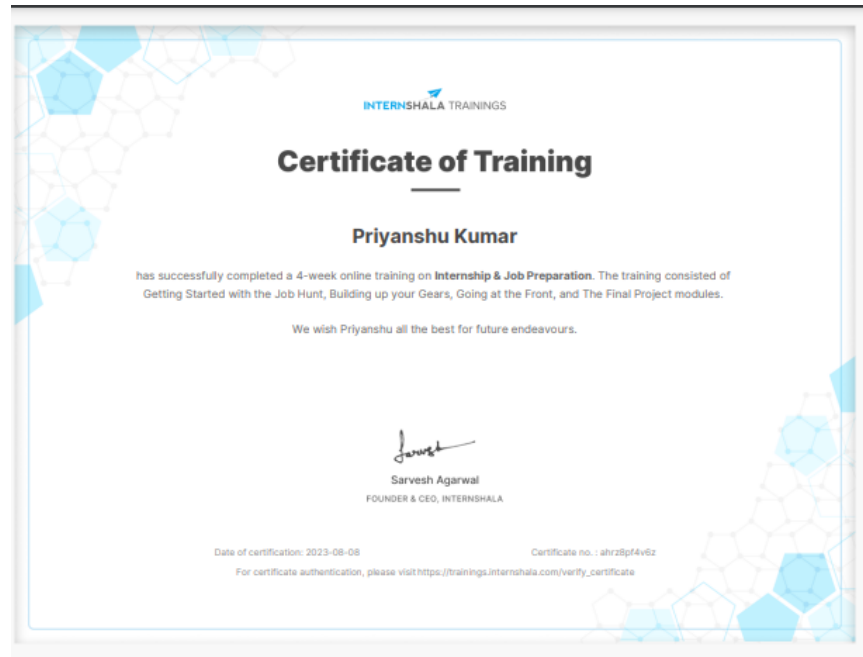 INTERNSHALA TRAININGS
Certificate of Training
Priyanshu Kumar
has successfully completed a 4-week online training on Internship & Job Preparation. The training consisted of
Getting Started with the Job Hunt, Building up your Gears, Going at the Front, and The Final Project modules.
We wish Priyanshu all the best for future endeavours.
Sarvesh
Sarvesh Agarwal
FOUNDER & CEO, INTERNSHALA
Date of certification: 2023-08-08
Certificate no. : ahrz8pf4v6z
For certificate authentication, please visit https://trainings.internshala.com/verify_certificate